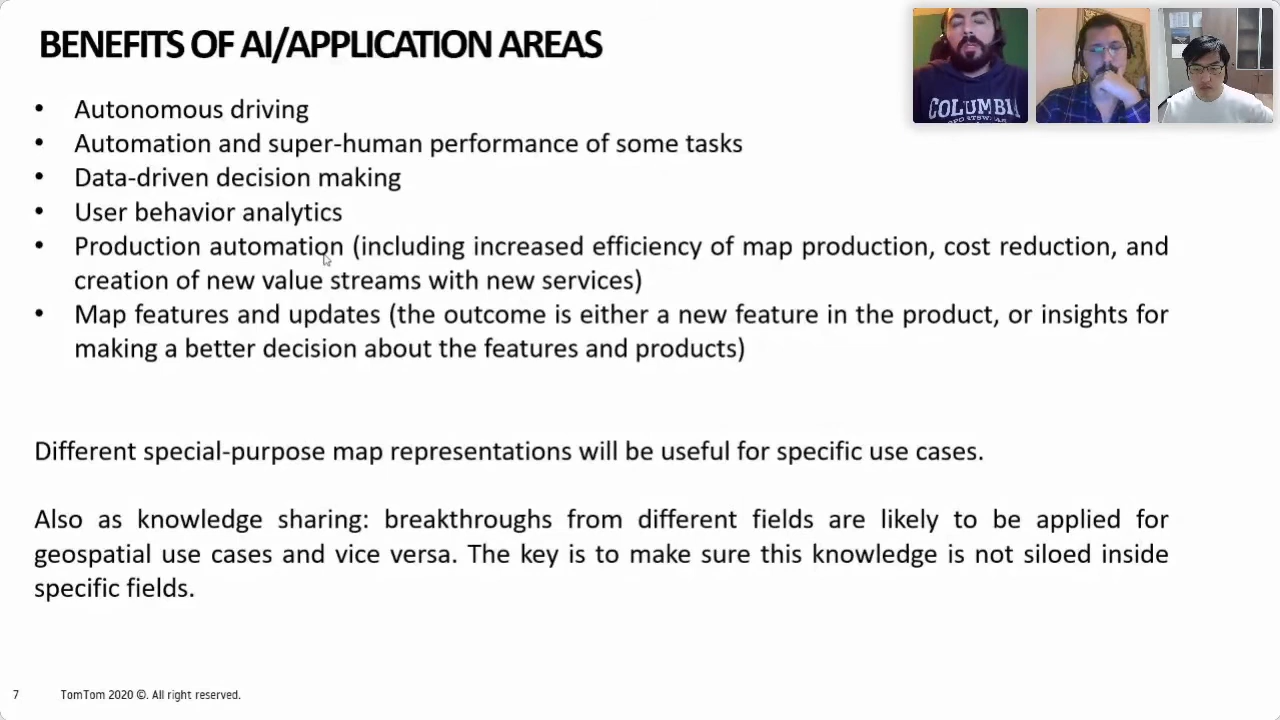 BENEFITS OF AI/APPLICATION AREAS
• Autonomous driving
• Automation and super-human performance of some tasks
• Data-driven decision making
• User behavior analytics
• Production automation (including increased efficiency of map production, cost reduction, and
creation of new value streams with new services)
• Map features and updates (the outcome is either a new feature in the product, or insights for
making a better decision about the features and products)
Different special-purpose map representations will be useful for specific use cases.
Also as knowledge sharing: breakthroughs from different fields are likely to be applied for
geospatial use cases and vice versa. The key is to make sure this knowledge is not siloed inside
specific fields.
7 TomTom 2020 ©. All right reserved.
COLUMBIA